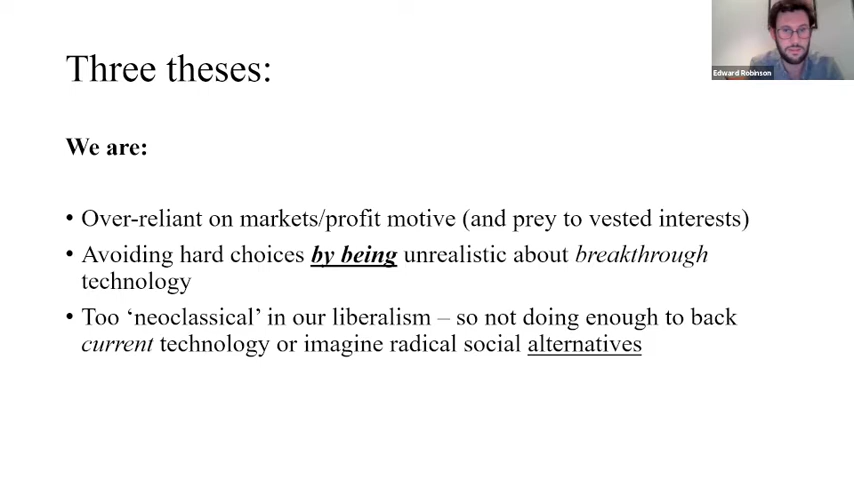 Edward Robinson
Three theses:
We are:
• Over-reliant on markets/profit motive (and prey to vested interests)
• Avoiding hard choices by being unrealistic about breakthrough
technology
• Too ‘neoclassical’ in our liberalism – so not doing enough to back
current technology or imagine radical social alternatives